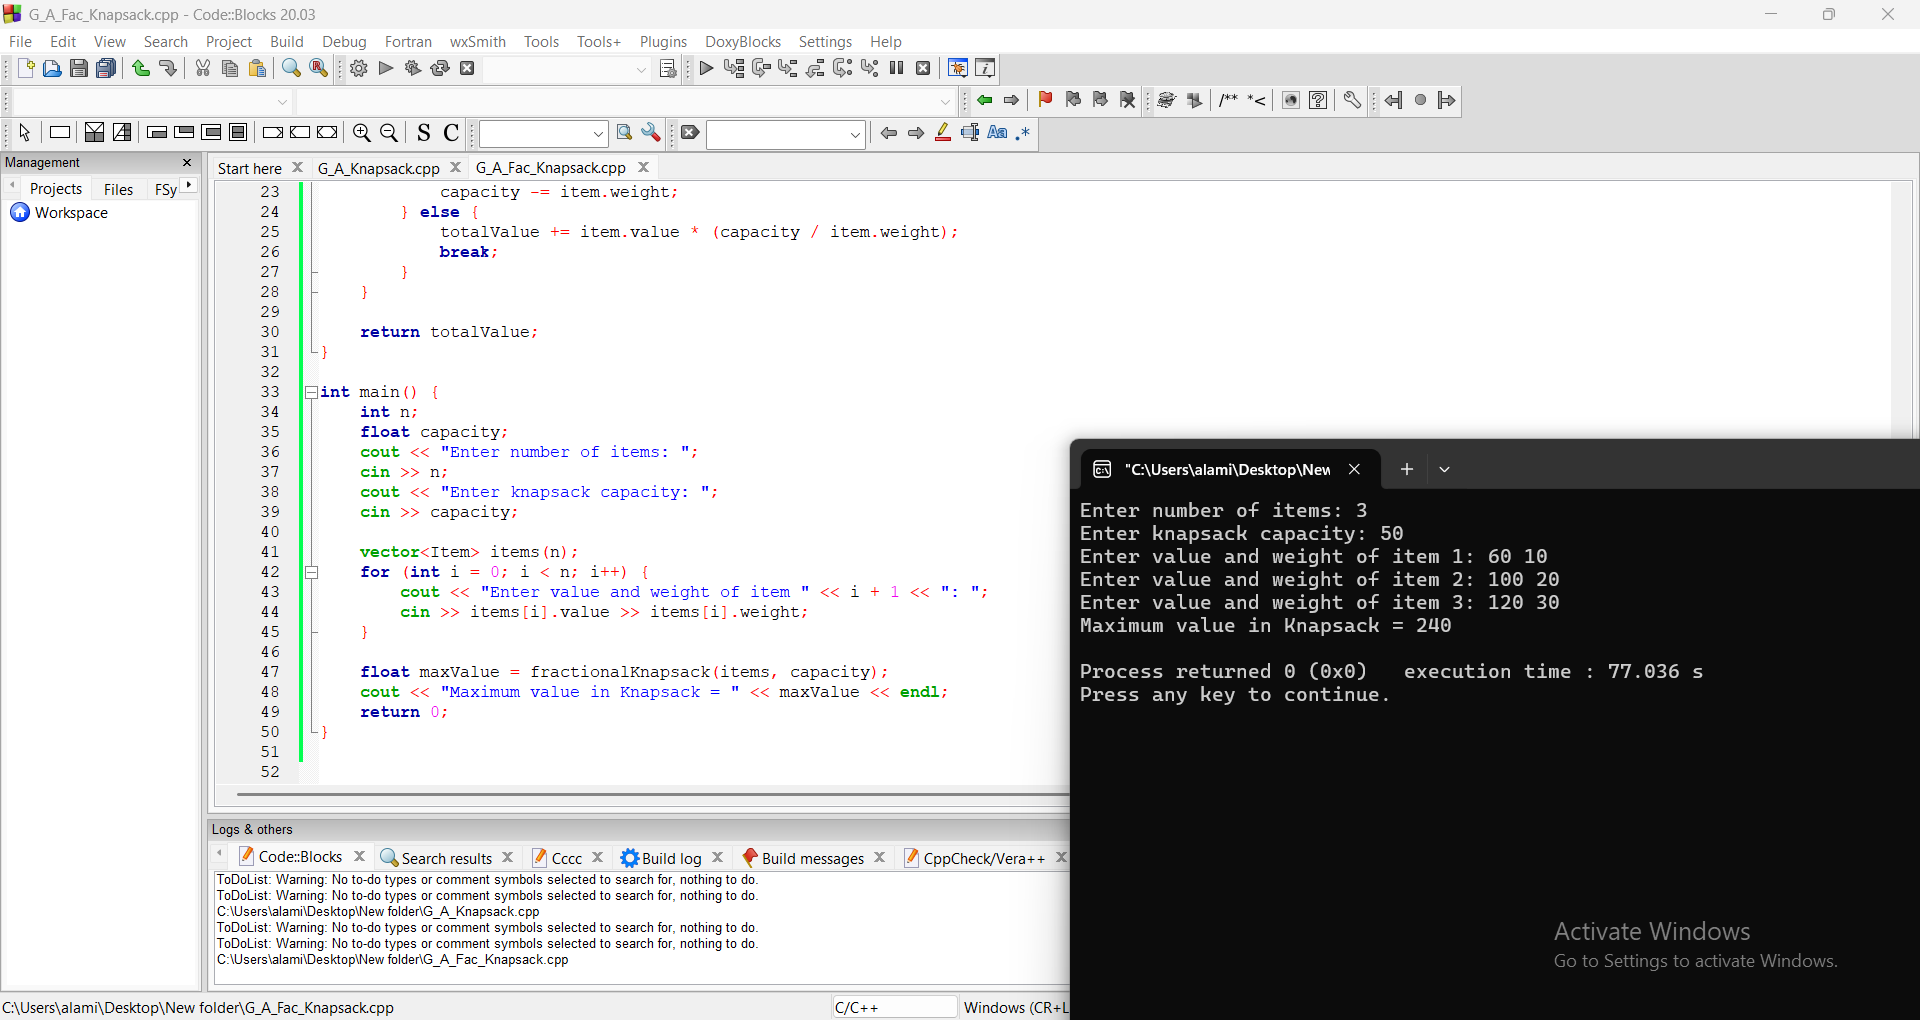 G_A_Fac_Knapsack.cpp - Code::Blocks 20.03
File Edit View Search Project Build Debug Fortran wxSmith Tools Tools+ Plugins DoxyBlocks Settings Help
/** *<
S C Aa .*
Management
Projects Files FSy
Workspace
Start here G_A_Knapsack.cpp G_A_Fac_Knapsack.cpp
23 capacity -= item.weight;
24 } else {
25 totalValue += item.value * (capacity / item.weight);
26 break;
27 }
28 }
29
30 return totalValue;
31 }
32
33 int main() {
34 int n;
35 float capacity;
36 cout << "Enter number of items: ";
37 cin >> n;
38 cout << "Enter knapsack capacity: ";
39 cin >> capacity;
40
41 vector<Item> items(n);
42 for (int i = 0; i < n; i++) {
43 cout << "Enter value and weight of item " << i + 1 << ": ";
44 cin >> items[i].value >> items[i].weight;
45 }
46
47 float maxValue = fractionalKnapsack(items, capacity);
48 cout << "Maximum value in Knapsack = " << maxValue << endl;
49 return 0;
50 }
51
52
"C:\Users\alami\Desktop\New
Enter number of items: 3
Enter knapsack capacity: 50
Enter value and weight of item 1: 60 10
Enter value and weight of item 2: 100 20
Enter value and weight of item 3: 120 30
Maximum value in Knapsack = 240
Process returned 0 (0x0) execution time : 77.036 s
Press any key to continue.
Activate Windows
Go to Settings to activate Windows.
Logs & others
Code::Blocks Search results Cccc Build log Build messages CppCheck/Vera++
ToDoList: Warning: No to-do types or comment symbols selected to search for, nothing to do.
ToDoList: Warning: No to-do types or comment symbols selected to search for, nothing to do.
C:\Users\alami\Desktop\New folder\G_A_Knapsack.cpp
ToDoList: Warning: No to-do types or comment symbols selected to search for, nothing to do.
ToDoList: Warning: No to-do types or comment symbols selected to search for, nothing to do.
C:\Users\alami\Desktop\New folder\G_A_Fac_Knapsack.cpp
C:\Users\alami\Desktop\New folder\G_A_Fac_Knapsack.cpp C/C++ Windows (CR+L